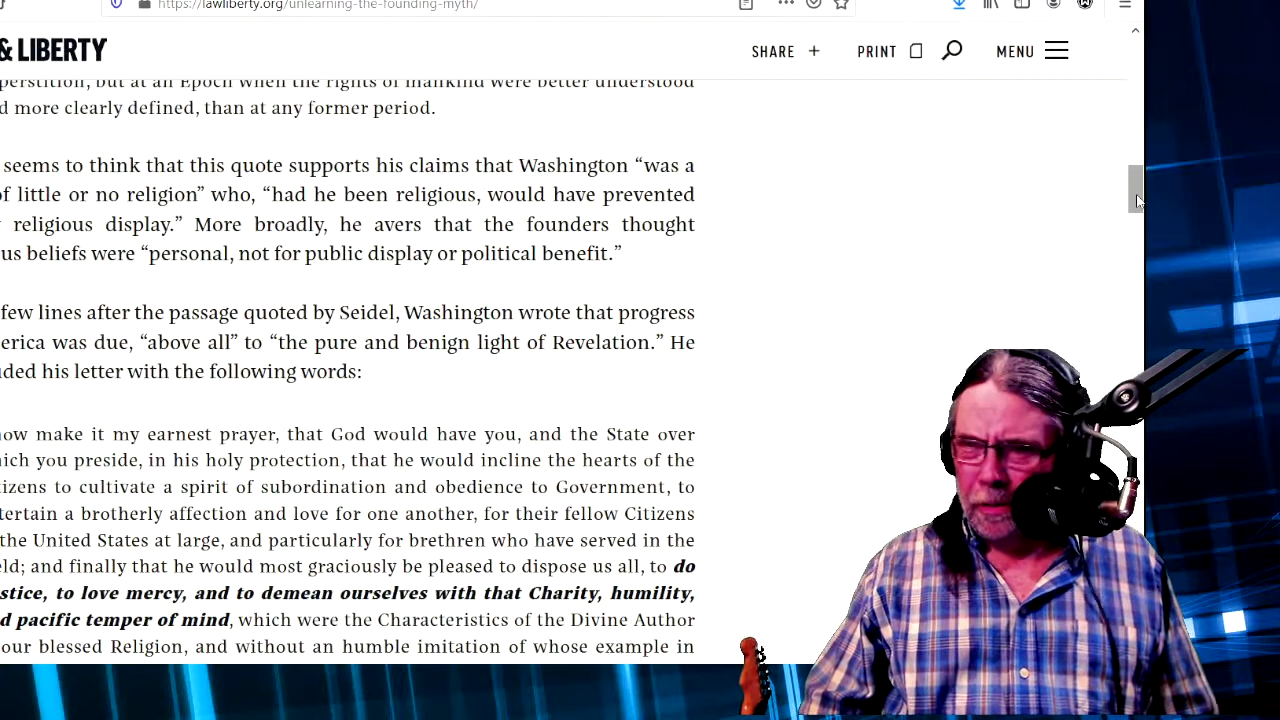 https://lawliberty.org/unlearning-the-founding-myth/
& LIBERTY
SHARE +
PRINT
MENU
perstition, but at an Epoch when the rights of mankind were better understood
d more clearly defined, than at any former period.
seems to think that this quote supports his claims that Washington “was a
of little or no religion” who, “had he been religious, would have prevented
religious display.” More broadly, he avers that the founders thought
us beliefs were “personal, not for public display or political benefit.”
few lines after the passage quoted by Seidel, Washington wrote that progress
erica was due, “above all” to “the pure and benign light of Revelation.” He
uded his letter with the following words:
now make it my earnest prayer, that God would have you, and the State over
ich you preside, in his holy protection, that he would incline the hearts of the
tizens to cultivate a spirit of subordination and obedience to Government, to
tertain a brotherly affection and love for one another, for their fellow Citizens
the United States at large, and particularly for brethren who have served in the
eld; and finally that he would most graciously be pleased to dispose us all, to do
stice, to love mercy, and to demean ourselves with that Charity, humility,
d pacific temper of mind, which were the Characteristics of the Divine Author
our blessed Religion, and without an humble imitation of whose example in